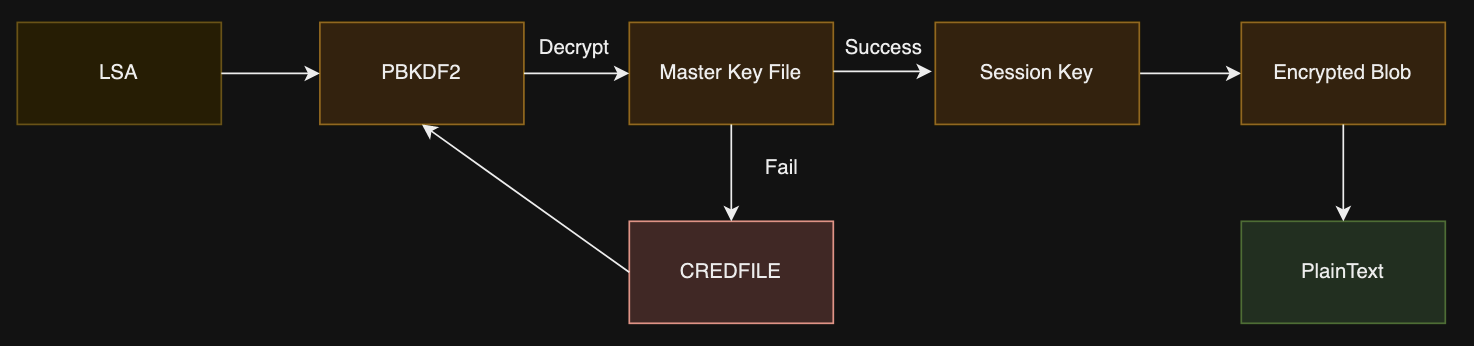 LSA
PBKDF2
Decrypt
Master Key File
Success
Session Key
Encrypted Blob
Fail
CREDFILE
PlainText